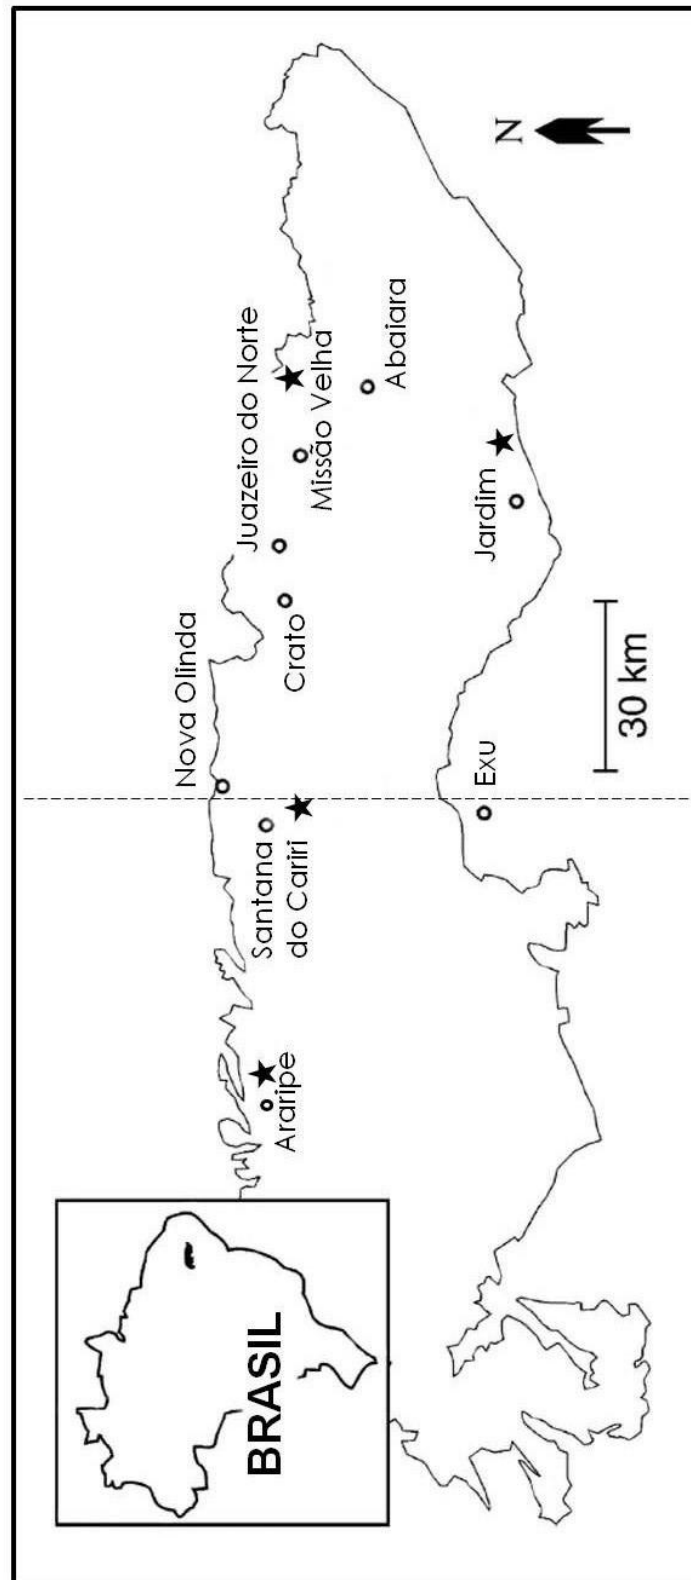 Nova Olinda
Juazeiro do Norte
N
Santana
do Cariri
Crato
Missão Velha
Araripe
Abaiara
BRASIL
Exu
Jardim
30 km